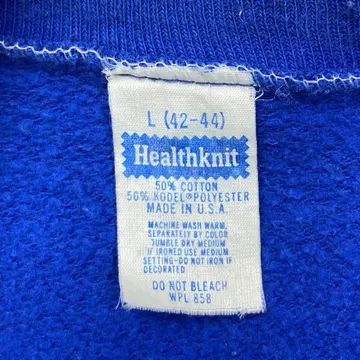 L (42-44)
Healthknit
50% COTTON
50% KODEL® POLYESTER
MADE IN U.S.A.
MACHINE WASH WARM,
SEPARATELY BY COLOR
TUMBLE DRY MEDIUM
IF IRONED USE MEDIUM
SETTING-DO NOT IRON IF
DECORATED
DO NOT BLEACH
WPL 858